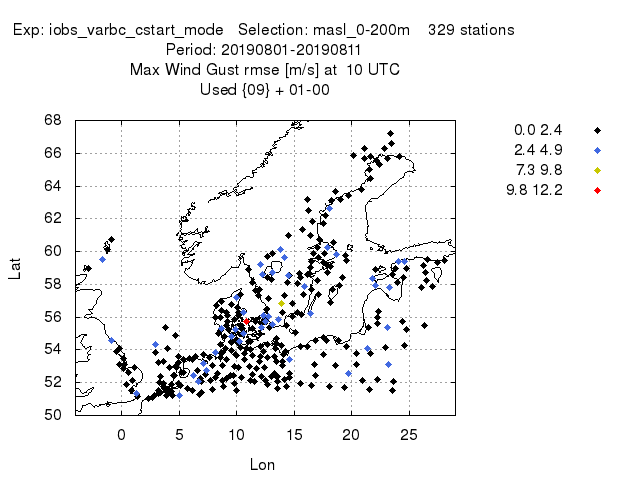 Exp: iobs_varbc_cstart_mode Selection: masl_0-200m 329 stations
Period: 20190801-20190811
Max Wind Gust rmse [m/s] at 10 UTC
Used {09} + 01-00
68
66
64
62
60
58
56
54
52
50
Lat
0 5 10 15 20 25
Lon
0.0 2.4
2.4 4.9
7.3 9.8
9.8 12.2